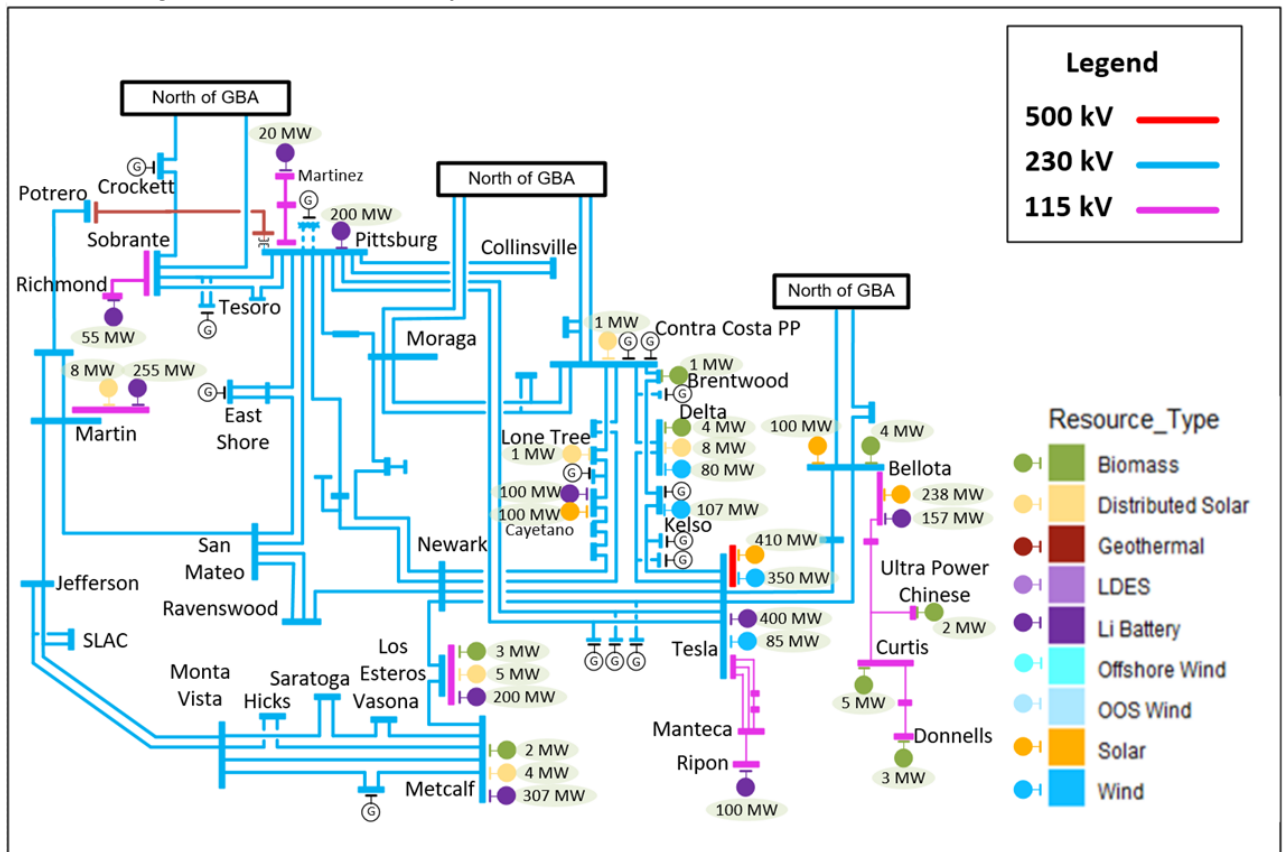 Legend
500 kV
230 kV
115 kV
North of GBA
20 MW
Martinez
G
Crockett
Potrero
G
200 MW
Pittsburg
North of GBA
Collinsville
Sobrante
Richmond
Tesoro
G
55 MW
North of GBA
1 MW
Contra Costa PP
G
G
Moraga
8 MW
255 MW
Martin
G
East
Shore
1 MW
Brentwood
G
Delta
4 MW
8 MW
80 MW
Lone Tree
1 MW
G
100 MW
100 MW
Cayetano
G
107 MW
Kelso
G
G
100 MW
4 MW
Bellota
238 MW
157 MW
410 MW
350 MW
Ultra Power
Chinese
2 MW
Newark
San
Mateo
Ravenswood
Jefferson
SLAC
400 MW
85 MW
Tesla
G
G
G
Curtis
5 MW
Donnells
3 MW
Los
Esteros
3 MW
5 MW
200 MW
Monta
Vista
Hicks
Saratoga
Vasona
Manteca
Ripon
100 MW
2 MW
4 MW
307 MW
Metcalf
G
Resource_Type
Biomass
Distributed Solar
Geothermal
LDES
Li Battery
Offshore Wind
OOS Wind
Solar
Wind